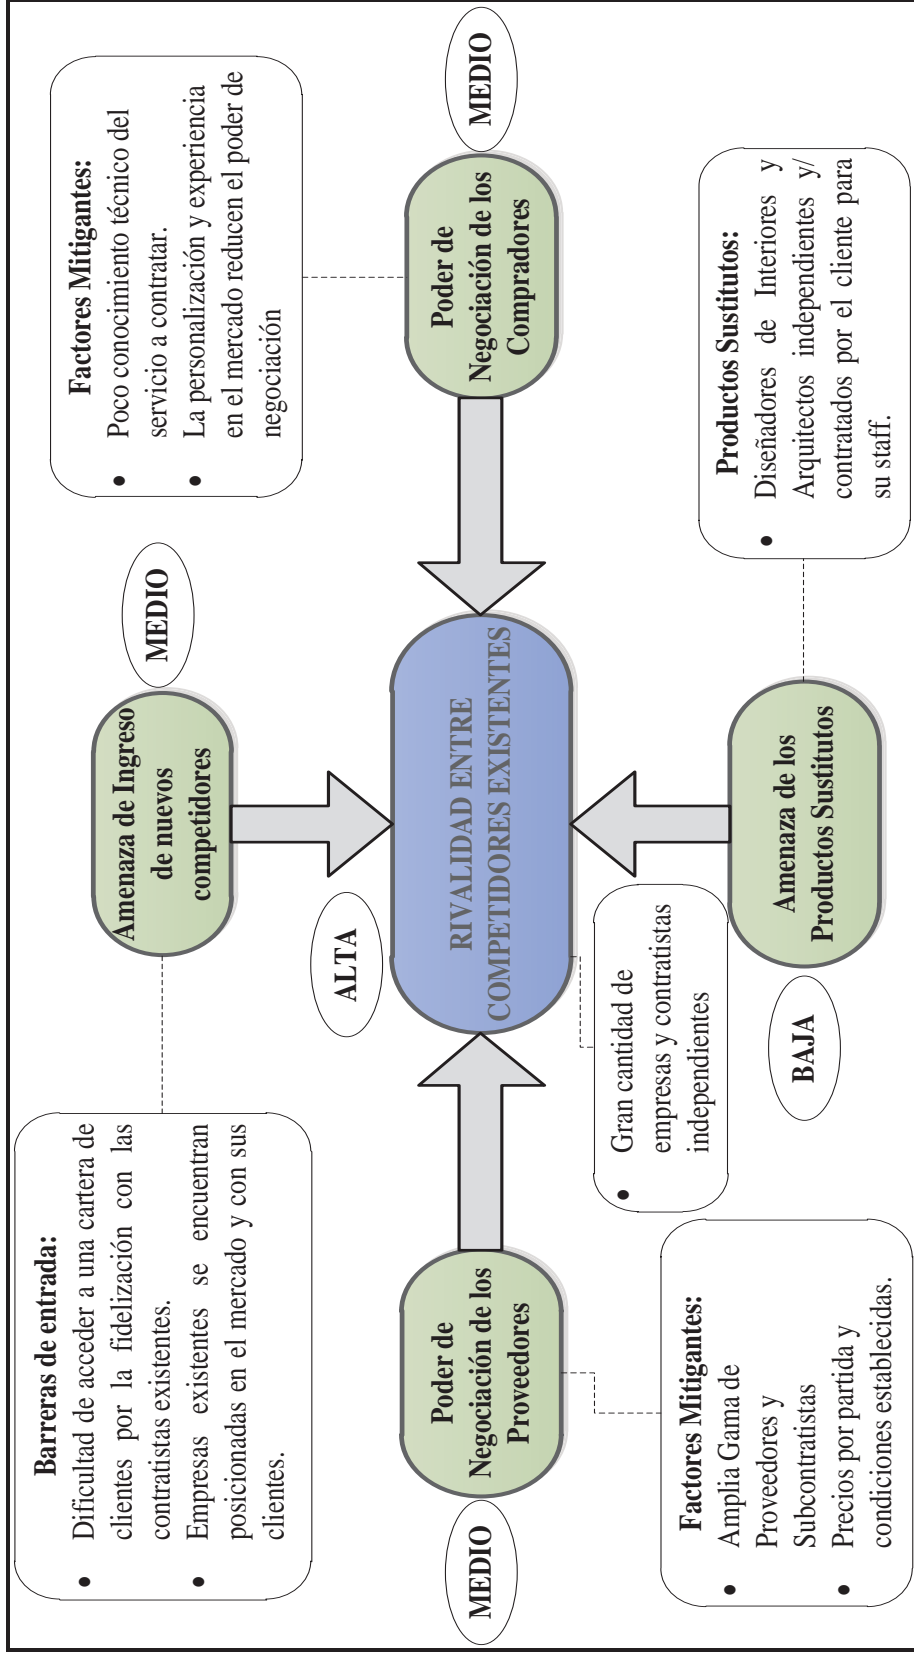 Barreras de entrada:
• Dificultad de acceder a una cartera de
clientes por la fidelización con las
contratistas existentes.
• Empresas existentes se encuentran
posicionadas en el mercado y con sus
clientes.
Amenaza de Ingreso
de nuevos
competidores
MEDIO
Factores Mitigantes:
• Poco conocimiento técnico del
servicio a contratar.
• La personalización y experiencia
en el mercado reducen el poder de
negociación
MEDIO
Poder de
Negociación de los
Proveedores
ALTA
RIVALIDAD ENTRE
COMPETIDORES EXISTENTES
Poder de
Negociación de los
Compradores
MEDIO
• Gran cantidad de
empresas y contratistas
independientes
Factores Mitigantes:
• Amplia Gama de
Proveedores y
Subcontratistas
• Precios por partida y
condiciones establecidas.
BAJA
Amenaza de los
Productos Sustitutos
Productos Sustitutos:
• Diseñadores de Interiores y
Arquitectos independientes y/
contratados por el cliente para
su staff.